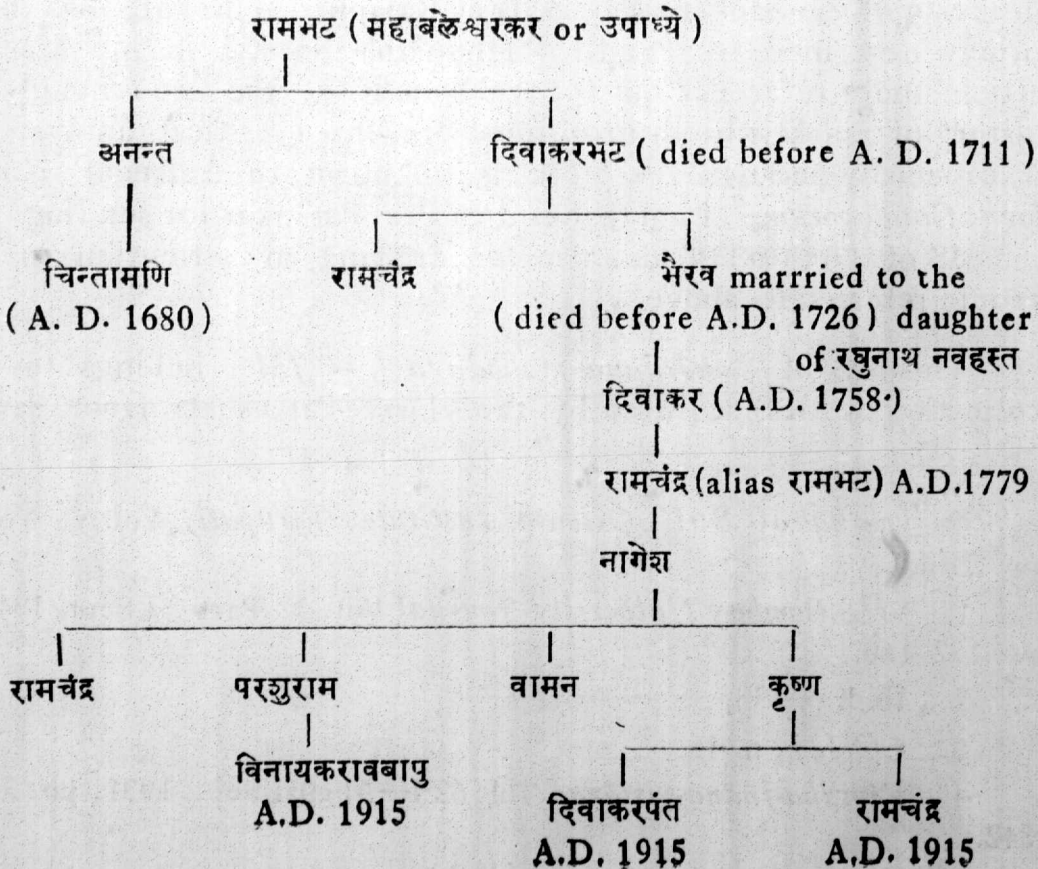 रामभट ( महाबळेश्वरकर or उपाध्ये )
अनन्त दिवाकरभट ( died before A. D. 1711 )
चिन्तामणि रामचंद्र भैरव marrried to the
( A. D. 1680 ) ( died before A.D. 1726 ) daughter
of रघुनाथ नवहस्त
दिवाकर ( A.D. 1758 )
रामचंद्र (alias रामभट) A.D.1779
नागेश
रामचंद्र परशुराम वामन कृष्ण
विनायकरावबापु
A.D. 1915 दिवाकरपंत रामचंद्र
A.D. 1915 A.D. 1915